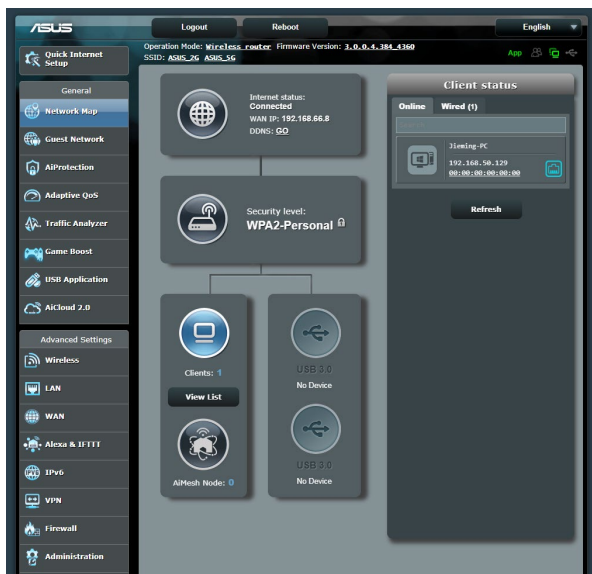 ASUS
Logout
Reboot
English
Quick Internet
Setup
Operation Mode: Wireless router Firmware Version: 3.0.0.4.384_4360
SSID: ASUS_2G ASUS_5G
App
General
Network Map
Guest Network
AiProtection
Adaptive QoS
Traffic Analyzer
Game Boost
USB Application
AiCloud 2.0
Advanced Settings
Wireless
LAN
WAN
Alexa & IFTTT
IPv6
VPN
Firewall
Administration
Internet status:
Connected
WAN IP: 192.168.66.8
DDNS: GO
Security level:
WPA2-Personal
Clients: 1
View List
AiMesh Node: 0
USB 3.0
No Device
USB 3.0
No Device
Client status
Online
Wired (1)
Jieming-PC
192.168.50.129
00:00:00:00:00:00
Refresh